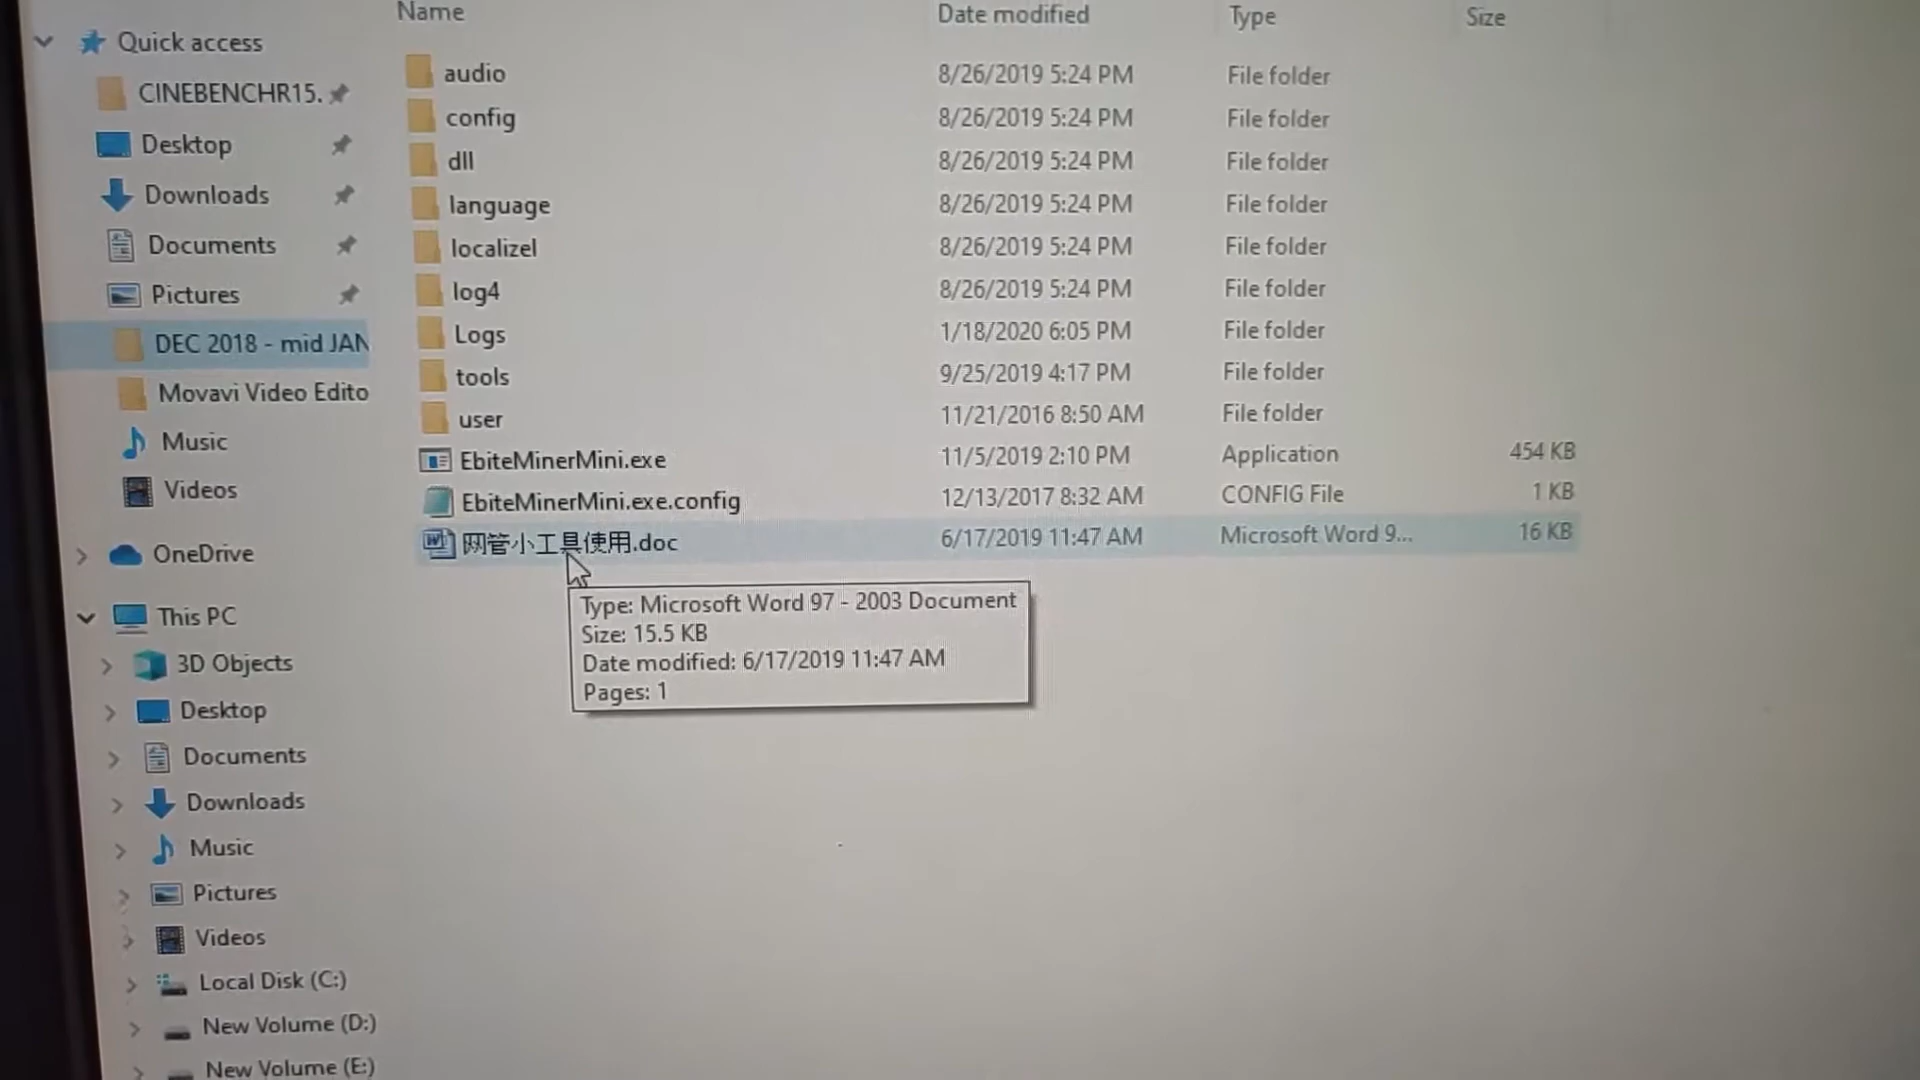 Name Date modified Type Size
Quick access
CINEBENCHR15.
Desktop
Downloads
Documents
Pictures
DEC 2018 - mid JAN
Movavi Video Edito
Music
Videos
OneDrive
This PC
3D Objects
Desktop
Documents
Downloads
Music
Pictures
Videos
Local Disk (C:)
New Volume (D:)
New Volume (E:)
audio 8/26/2019 5:24 PM File folder
config 8/26/2019 5:24 PM File folder
dll 8/26/2019 5:24 PM File folder
language 8/26/2019 5:24 PM File folder
localizel 8/26/2019 5:24 PM File folder
log4 8/26/2019 5:24 PM File folder
Logs 1/18/2020 6:05 PM File folder
tools 9/25/2019 4:17 PM File folder
user 11/21/2016 8:50 AM File folder
EbiteMinerMini.exe 11/5/2019 2:10 PM Application 454 KB
EbiteMinerMini.exe.config 12/13/2017 8:32 AM CONFIG File 1 KB
网管小工具使用.doc 6/17/2019 11:47 AM Microsoft Word 9... 16 KB
Type: Microsoft Word 97 - 2003 Document
Size: 15.5 KB
Date modified: 6/17/2019 11:47 AM
Pages: 1